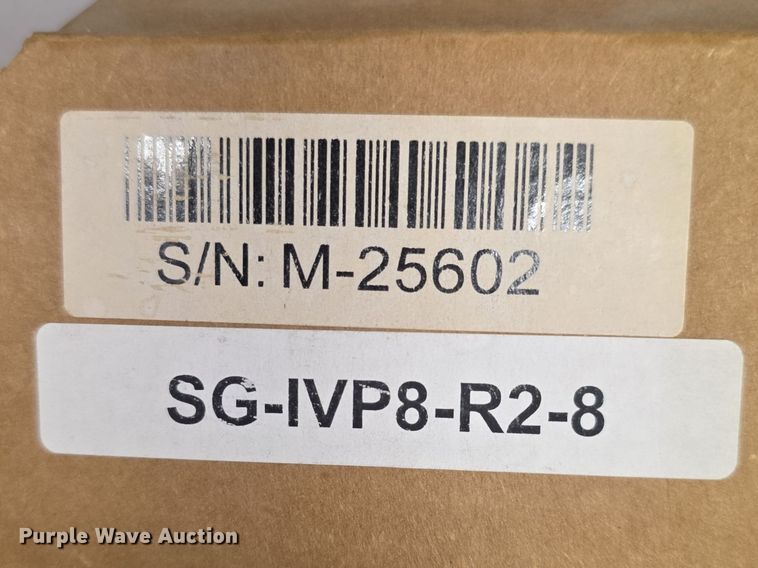 S/N: M-25602
SG-IVP8-R2-8
Purple Wave Auction